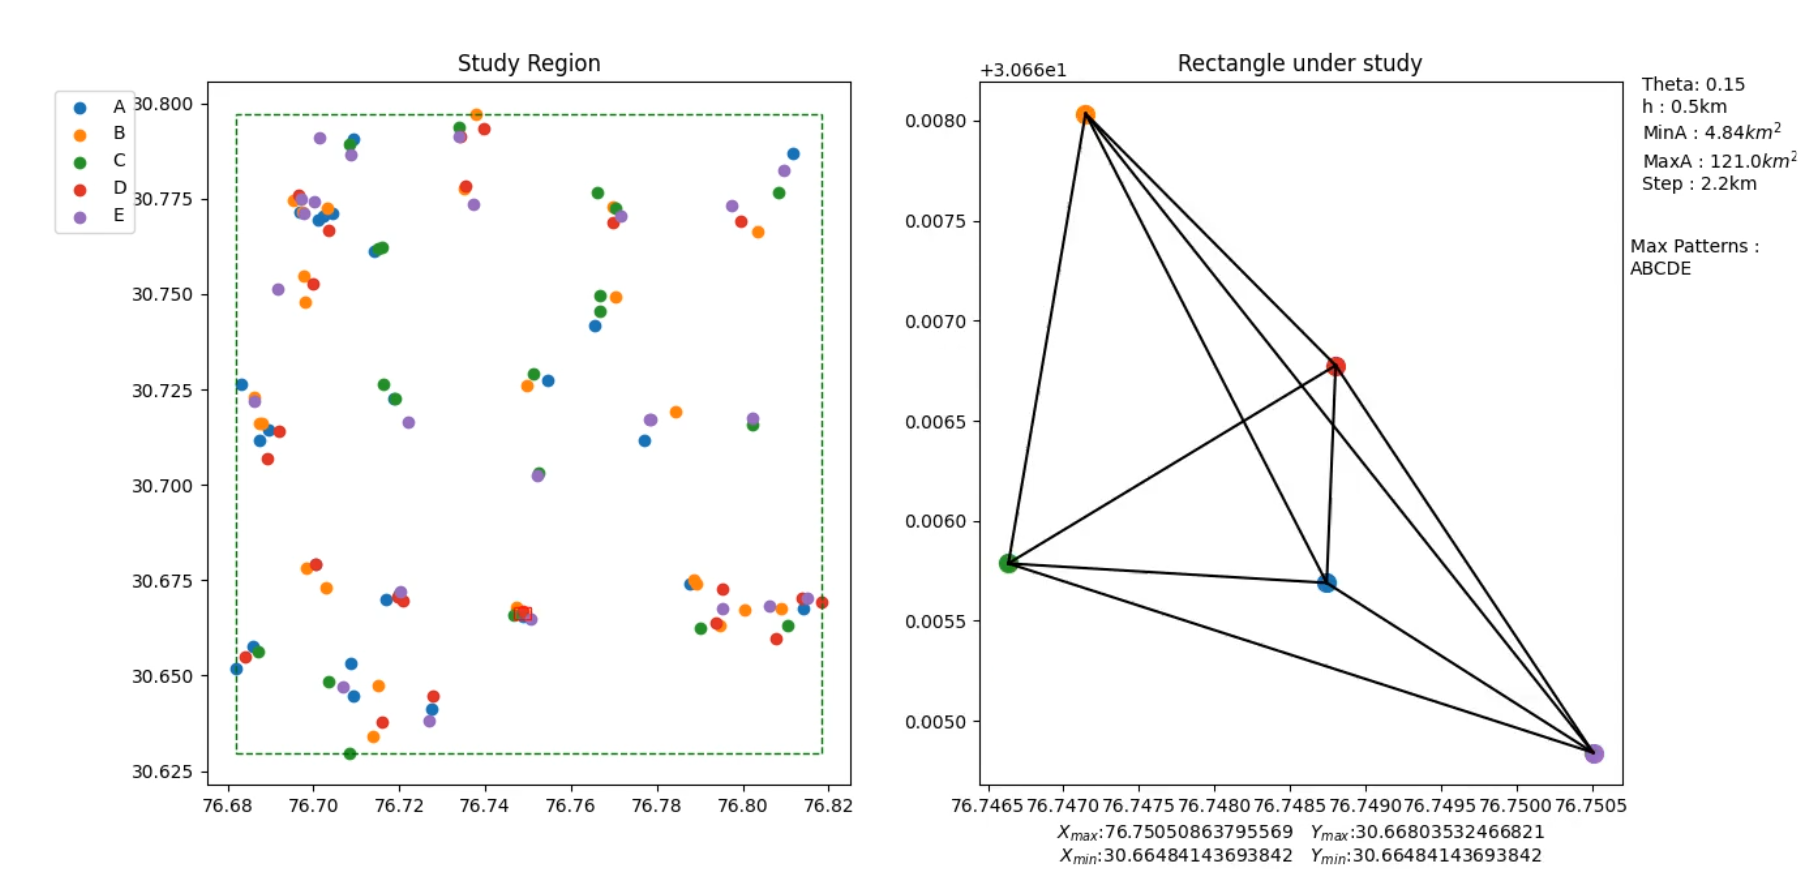 Study Region
A
B
C
D
E
30.800
30.775
30.750
30.725
30.700
30.675
30.650
30.625
76.68 76.70 76.72 76.74 76.76 76.78 76.80 76.82
Rectangle under study
+3.066e1
0.0080
0.0075
0.0070
0.0065
0.0060
0.0055
0.0050
76.7465 76.7470 76.7475 76.7480 76.7485 76.7490 76.7495 76.7500 76.7505
Xmax:76.75050863795569 Ymax:30.66803532466821
Xmin:30.66484143693842 Ymin:30.66484143693842
Theta: 0.15
h : 0.5km
MinA : 4.84km²
MaxA : 121.0km²
Step : 2.2km
Max Patterns :
ABCDE